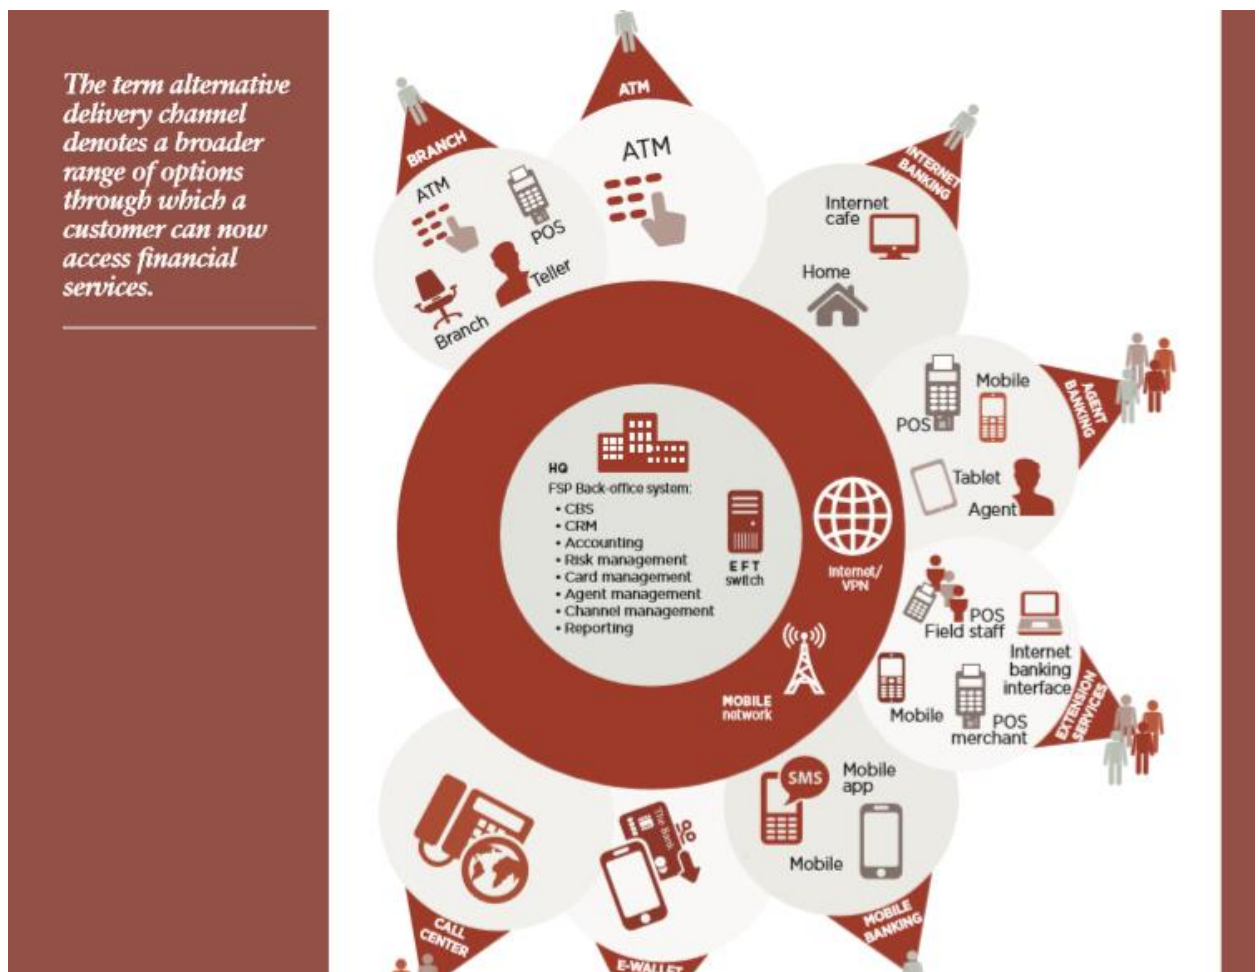 The term alternative
delivery channel
denotes a broader
range of options
through which a
customer can now
access financial
services.
ATM
ATM
BRANCH
ATM
POS
Teller
Branch
INTERNET
BANKING
Internet
cafe
Home
AGENT
BANKING
POS
Mobile
Tablet
Agent
HQ
FSP Back-office system:
• CBS
• CRM
• Accounting
• Risk management
• Card management
• Agent management
• Channel management
• Reporting
EFT
switch
Internet/
VPN
MOBILE
network
POS
Field staff
Internet
banking
interface
Mobile
POS
merchant
EXTENSION
SERVICES
SMS
Mobile
app
Mobile
MOBILE
BANKING
The Bank
E-WALLET
CALL
CENTER